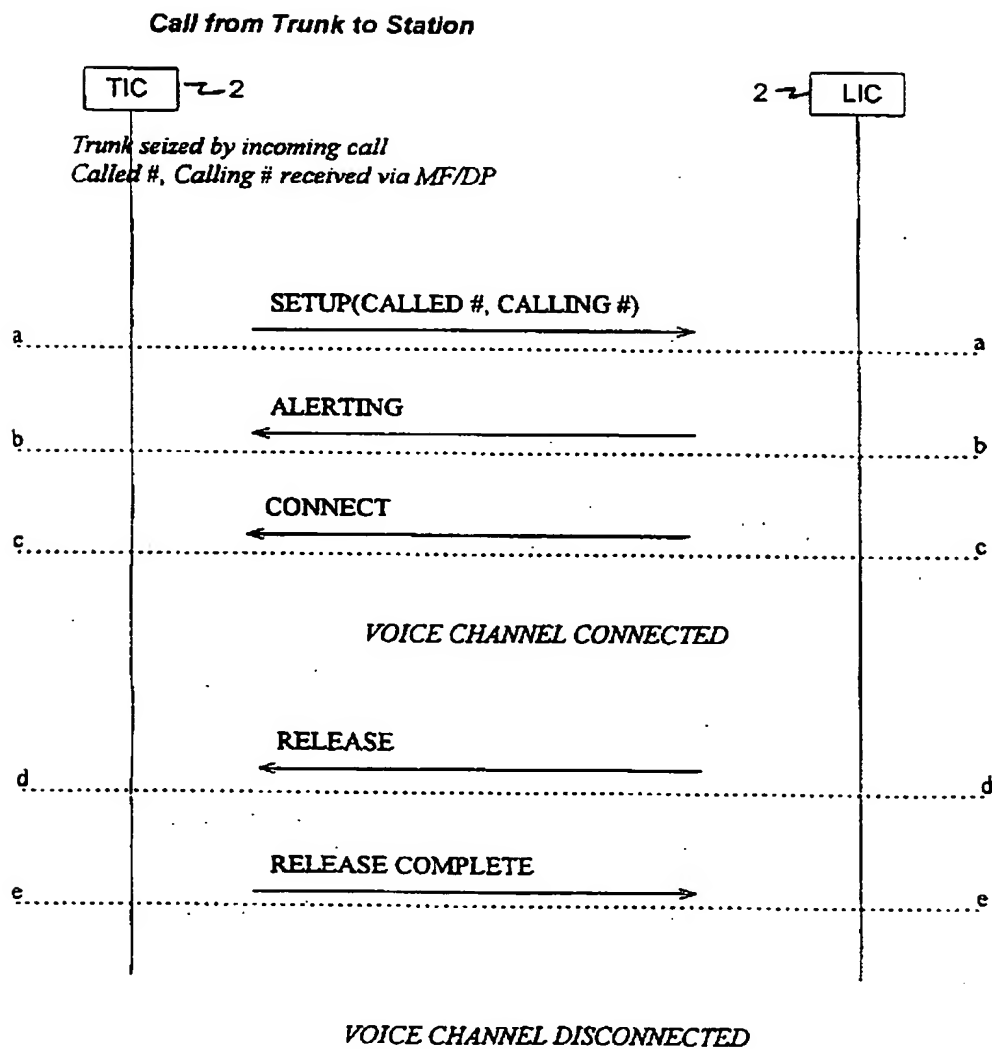 Call from Trunk to Station
TIC 2 2 LIC
Trunk seized by incoming call
Called #, Calling # received via MF/DP
SETUP(CALLED #, CALLING #)
a a
ALERTING
b b
CONNECT
c c
VOICE CHANNEL CONNECTED
RELEASE
d d
RELEASE COMPLETE
e e
VOICE CHANNEL DISCONNECTED